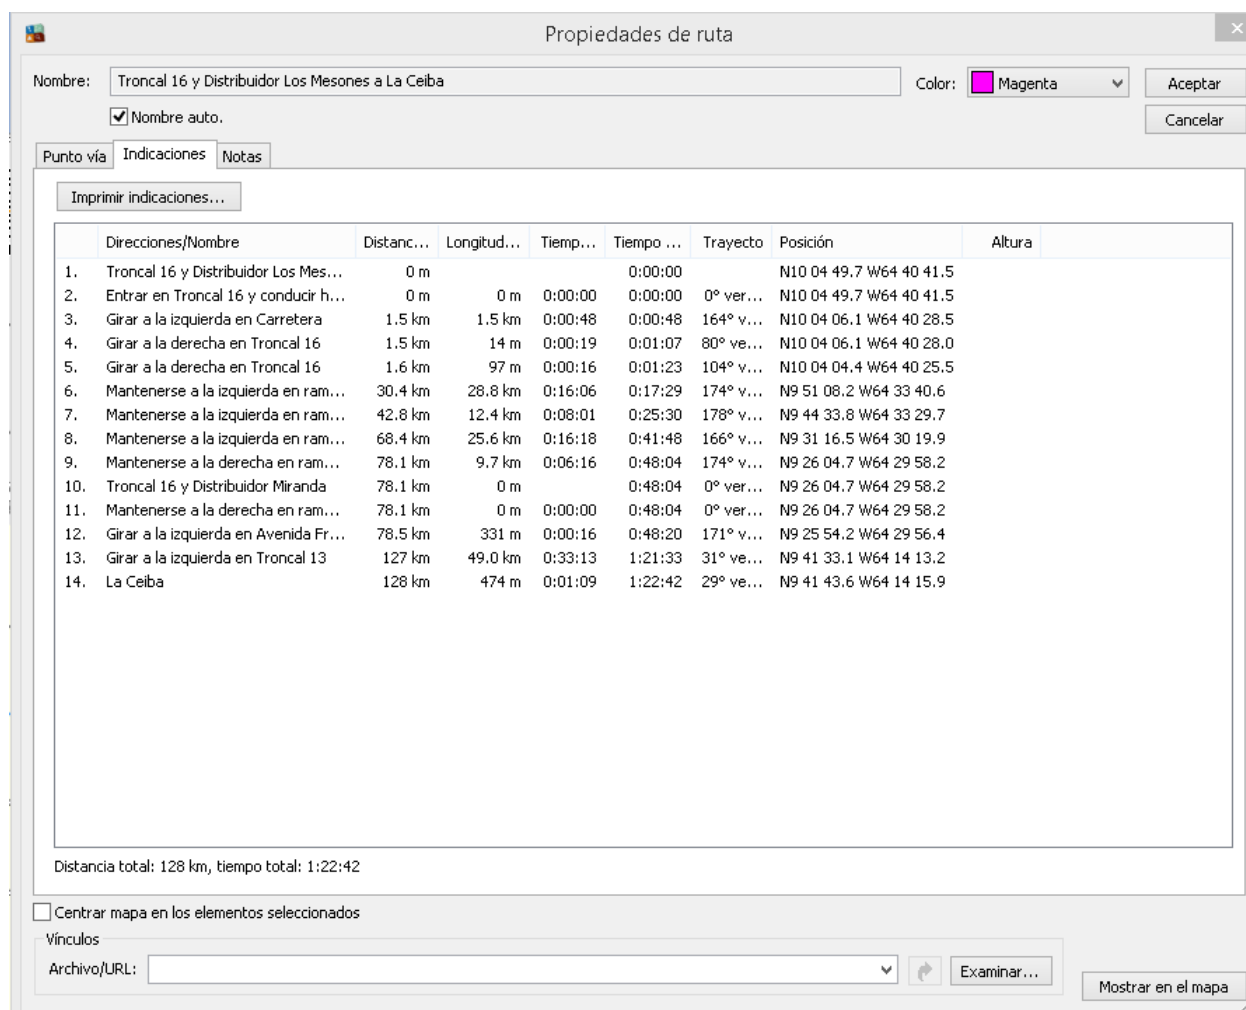 Propiedades de ruta
Nombre: Troncal 16 y Distribuidor Los Mesones a La Ceiba Color: Magenta Aceptar
Nombre auto. Cancelar
Punto vía Indicaciones Notas
Imprimir indicaciones...
Direcciones/Nombre Distanc... Longitud... Tiemp... Tiempo ... Trayecto Posición Altura
1. Troncal 16 y Distribuidor Los Mes... 0 m 0:00:00 N10 04 49.7 W64 40 41.5
2. Entrar en Troncal 16 y conducir h... 0 m 0 m 0:00:00 0:00:00 0° ver... N10 04 49.7 W64 40 41.5
3. Girar a la izquierda en Carretera 1.5 km 1.5 km 0:00:48 0:00:48 164° v... N10 04 06.1 W64 40 28.5
4. Girar a la derecha en Troncal 16 1.5 km 14 m 0:00:19 0:01:07 80° ve... N10 04 06.1 W64 40 28.0
5. Girar a la derecha en Troncal 16 1.6 km 97 m 0:00:16 0:01:23 104° v... N10 04 04.4 W64 40 25.5
6. Mantenerse a la izquierda en ram... 30.4 km 28.8 km 0:16:06 0:17:29 174° v... N9 51 08.2 W64 33 40.6
7. Mantenerse a la izquierda en ram... 42.8 km 12.4 km 0:08:01 0:25:30 178° v... N9 44 33.8 W64 33 29.7
8. Mantenerse a la izquierda en ram... 68.4 km 25.6 km 0:16:18 0:41:48 166° v... N9 31 16.5 W64 30 19.9
9. Mantenerse a la derecha en ram... 78.1 km 9.7 km 0:06:16 0:48:04 174° v... N9 26 04.7 W64 29 58.2
10. Troncal 16 y Distribuidor Miranda 78.1 km 0 m 0:48:04 0° ver... N9 26 04.7 W64 29 58.2
11. Mantenerse a la derecha en ram... 78.1 km 0 m 0:00:00 0:48:04 0° ver... N9 26 04.7 W64 29 58.2
12. Girar a la izquierda en Avenida Fr... 78.5 km 331 m 0:00:16 0:48:20 171° v... N9 25 54.2 W64 29 56.4
13. Girar a la izquierda en Troncal 13 127 km 49.0 km 0:33:13 1:21:33 31° ve... N9 41 33.1 W64 14 13.2
14. La Ceiba 128 km 474 m 0:01:09 1:22:42 29° ve... N9 41 43.6 W64 14 15.9
Distancia total: 128 km, tiempo total: 1:22:42
Centrar mapa en los elementos seleccionados
Vínculos
Archivo/URL: Examinar...
Mostrar en el mapa